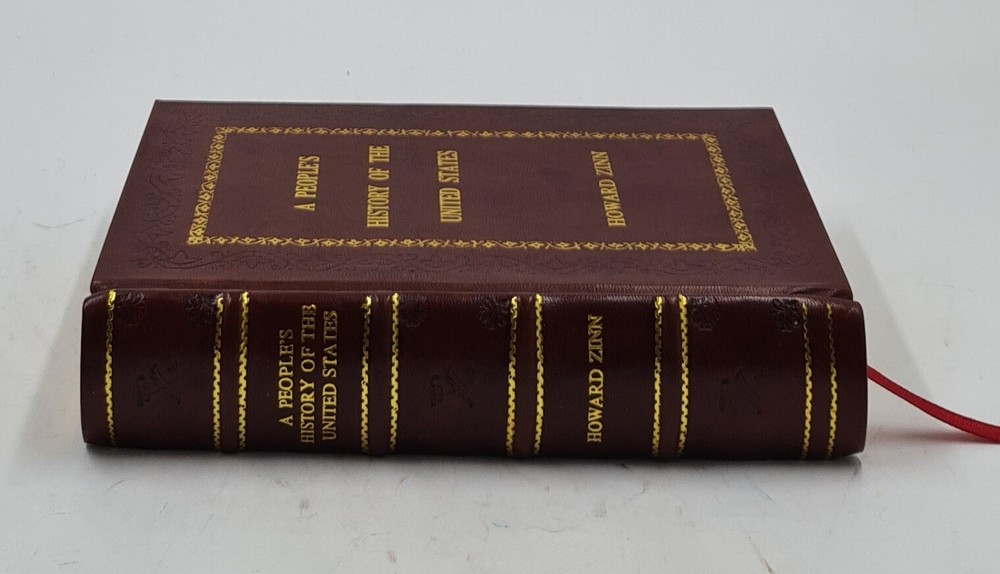 A PEOPLE'S
HISTORY OF THE
UNITED STATES
HOWARD ZINN
A PEOPLE'S
HISTORY OF THE
UNITED STATES
HOWARD ZINN